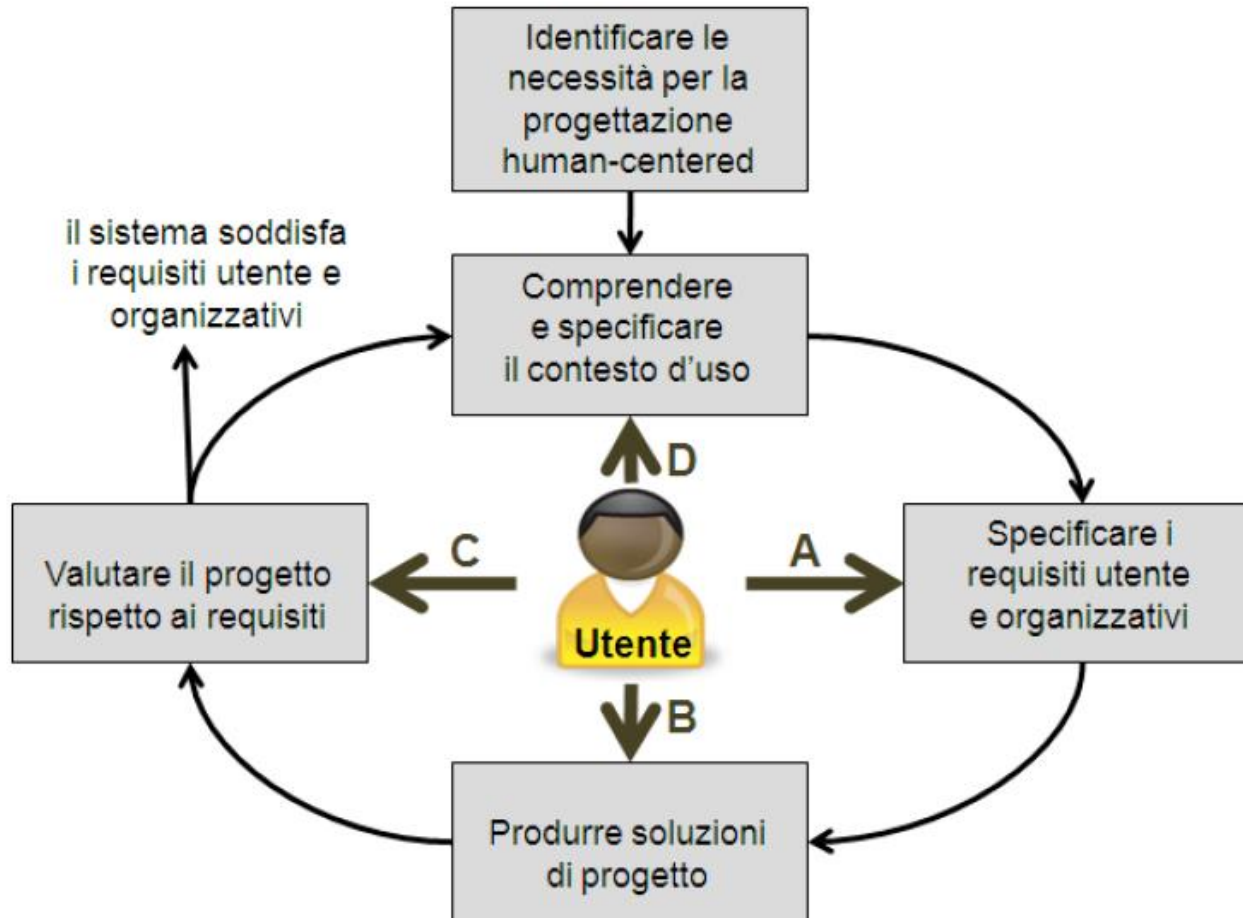 Identificare le
necessità per la
progettazione
human-centered
il sistema soddisfa
i requisiti utente e
organizzativi
Comprendere
e specificare
il contesto d'uso
D
Valutare il progetto
rispetto ai requisiti
C
Utente
A
Specificare i
requisiti utente
e organizzativi
B
Produrre soluzioni
di progetto